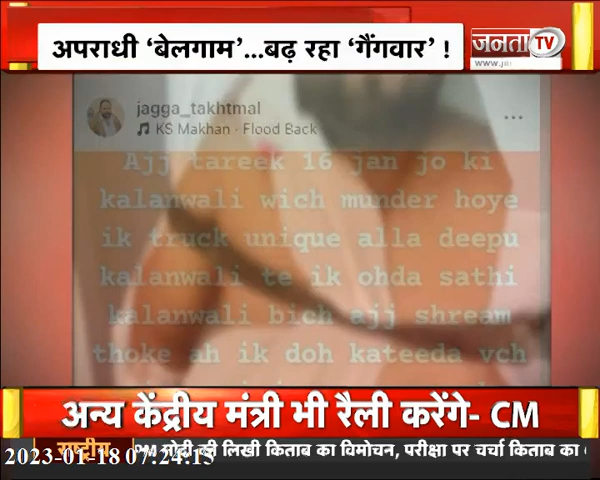 अपराधी 'बेलगाम'...बढ़ रहा 'गैंगवार' !
जनता TV
jagga_takhtmal
KS Makhan · Flood Back
Ajj tareek 16 jan jo ki
kalanwali wich munder hoye
ik truck unique alla deepu
kalanwali te ik ohda sathi
kalanwali bich ajj shream
thoke ah ik doh kateeda vch
अन्य केंद्रीय मंत्री भी रैली करेंगे- CM
राष्ट्रीय PM मोदी की लिखी किताब का विमोचन, परीक्षा पर चर्चा किताब का
2023-01-18 07:24:15